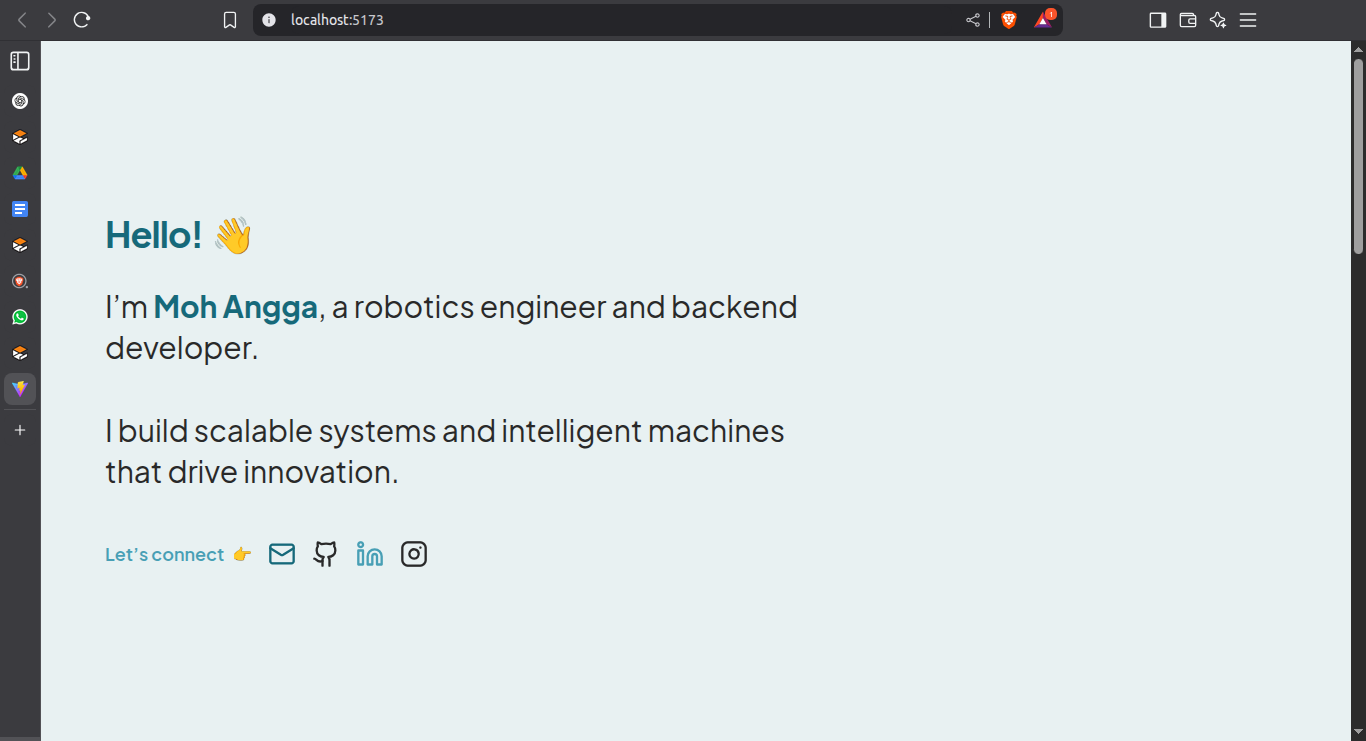 localhost:5173
Hello! 👋
I’m Moh Angga, a robotics engineer and backend
developer.
I build scalable systems and intelligent machines
that drive innovation.
Let’s connect 👉